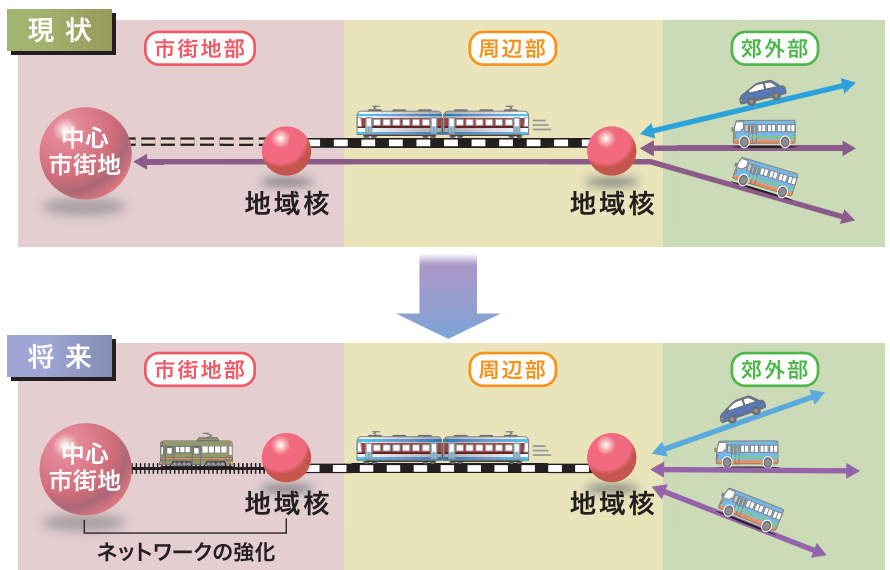 現状
市街地部
周辺部
郊外部
中心
市街地
地域核
地域核
将来
市街地部
周辺部
郊外部
中心
市街地
地域核
地域核
ネットワークの強化